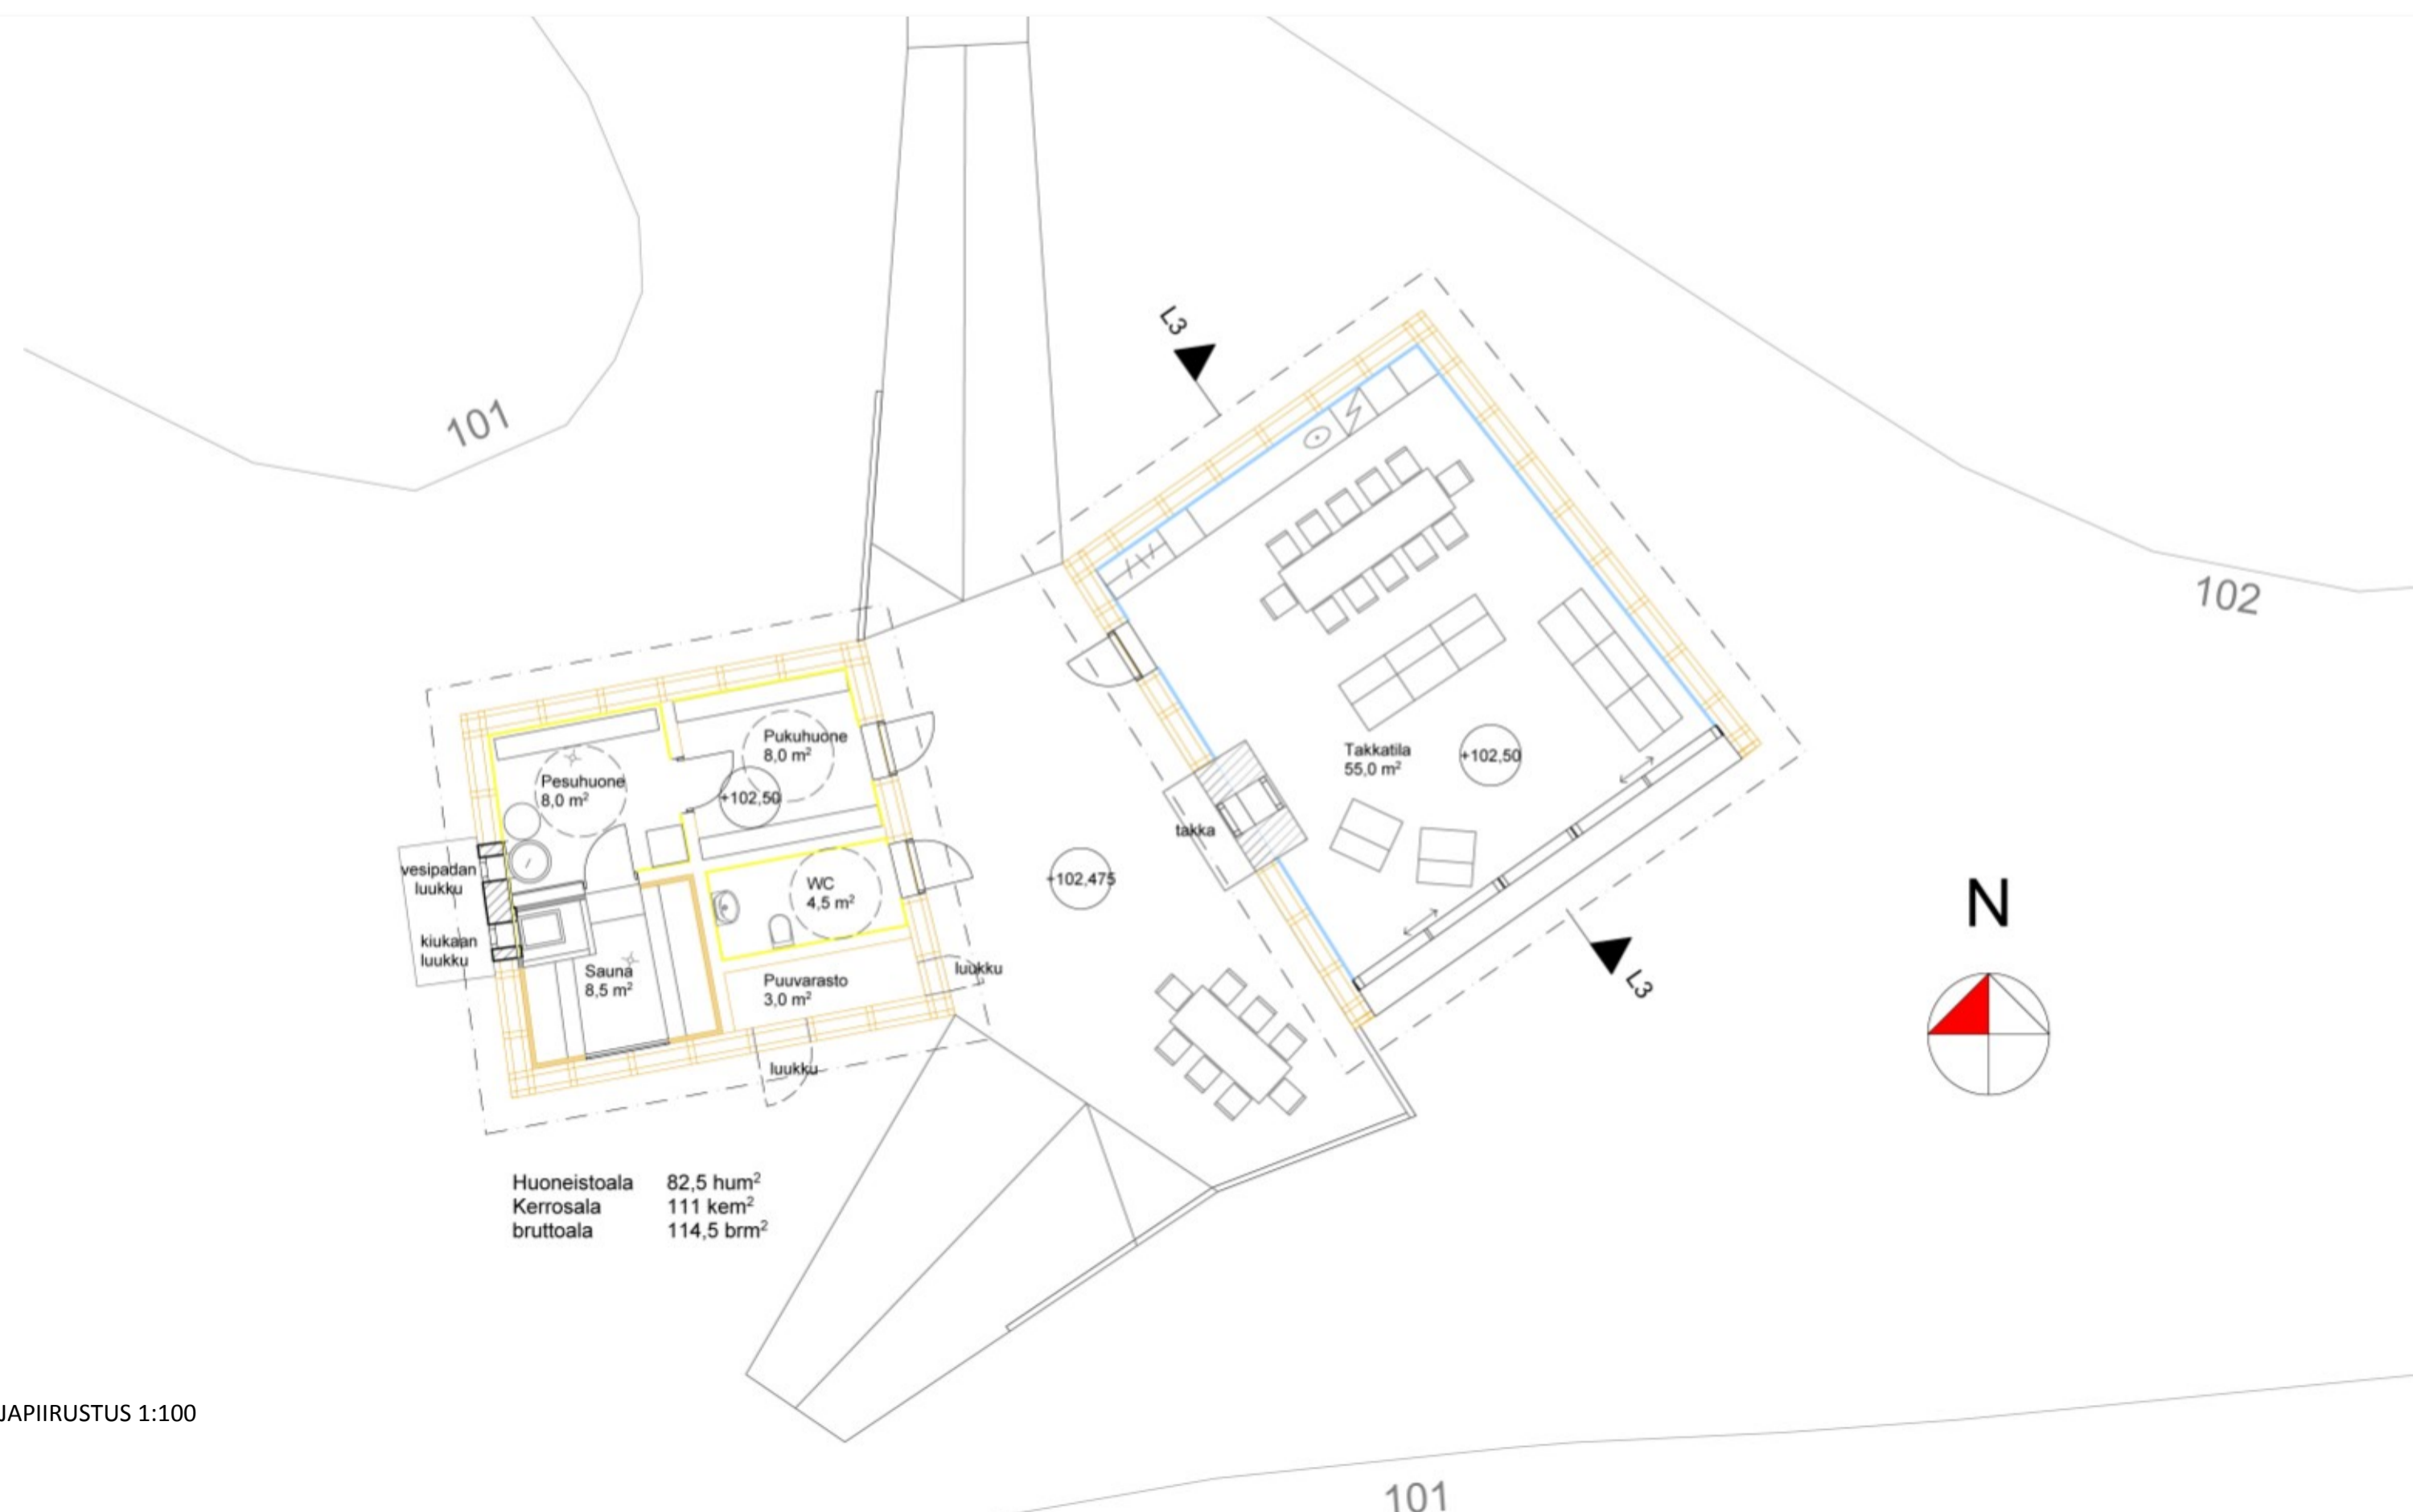 L3
101
102
Pukuhuone
8,0 m²
Pesuhuone
8,0 m²
+102,50
Takkatila
55,0 m²
+102,50
takka
vesipadan
luukku
WC
4,5 m²
+102,475
N
kiukaan
luukku
Sauna
8,5 m²
Puuvarasto
3,0 m²
luukku
L3
luukku
Huoneistoala 82,5 hum²
Kerrosala 111 kem²
bruttoala 114,5 brm²
JAPIIRUSTUS 1:100
101